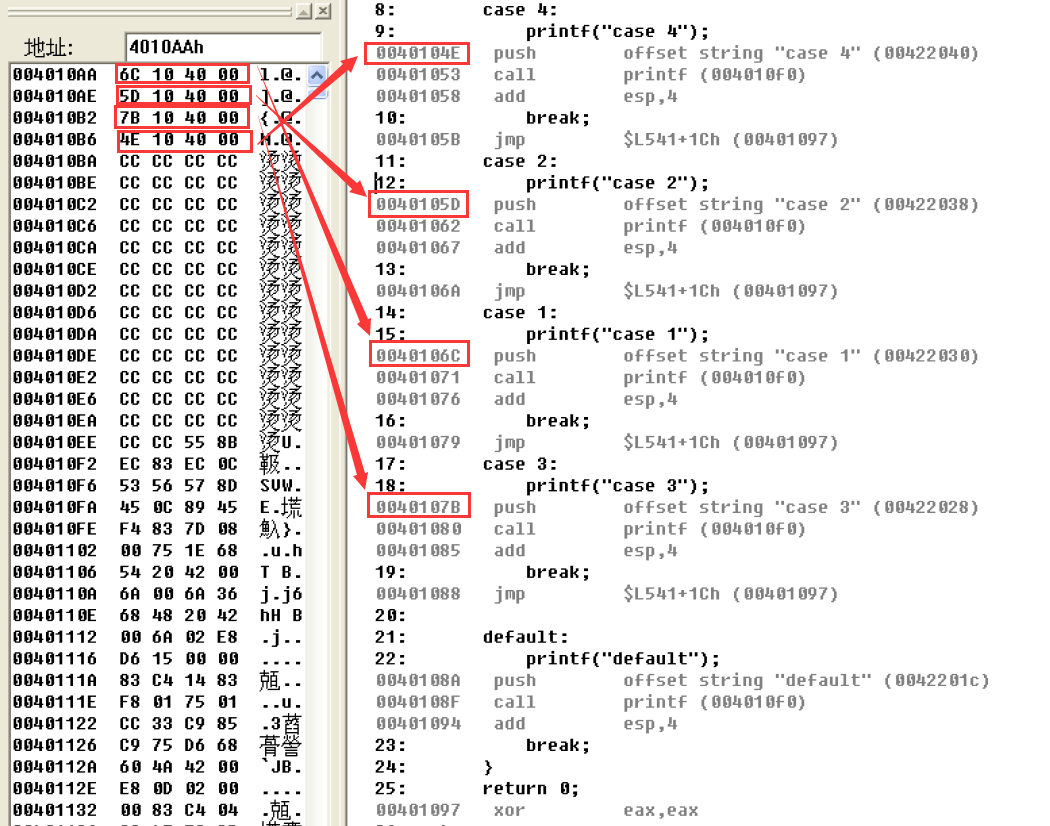 地址:
4010AAh
004010AA 6C 10 40 00 l.@.
004010AE 5D 10 40 00 ].@.
004010B2 7B 10 40 00 {.@.
004010B6 4E 10 40 00 N.@.
004010BA CC CC CC CC 烫烫
004010BE CC CC CC CC 烫烫
004010C2 CC CC CC CC 烫烫
004010C6 CC CC CC CC 烫烫
004010CA CC CC CC CC 烫烫
004010CE CC CC CC CC 烫烫
004010D2 CC CC CC CC 烫烫
004010D6 CC CC CC CC 烫烫
004010DA CC CC CC CC 烫烫
004010DE CC CC CC CC 烫烫
004010E2 CC CC CC CC 烫烫
004010E6 CC CC CC CC 烫烫
004010EA CC CC CC CC 烫烫
004010EE CC CC 55 8B 烫U.
004010F2 EC 83 EC 0C ..
004010F6 53 56 57 8D SVW.
004010FA 45 0C 89 45 E.塃
004010FE F4 83 7D 08 }.
00401102 00 75 1E 68 .u.h
00401106 54 20 42 00 T B.
0040110A 6A 00 6A 36 j.j6
0040110E 68 48 20 42 hH B
00401112 00 6A 02 E8 .j..
00401116 D6 15 00 00 ....
0040111A 83 C4 14 83 ..
0040111E F8 01 75 01 ..u.
00401122 CC 33 C9 85 .3
00401126 C9 75 D6 68
0040112A 60 4A 42 00 `JB.
0040112E E8 0D 02 00 ....
00401132 00 83 C4 04 ..
8: case 4:
9: printf("case 4");
0040104E push offset string "case 4" (00422040)
00401053 call printf (004010f0)
00401058 add esp,4
10: break;
0040105B jmp $L541+1Ch (00401097)
11: case 2:
12: printf("case 2");
0040105D push offset string "case 2" (00422038)
00401062 call printf (004010f0)
00401067 add esp,4
13: break;
0040106A jmp $L541+1Ch (00401097)
14: case 1:
15: printf("case 1");
0040106C push offset string "case 1" (00422030)
00401071 call printf (004010f0)
00401076 add esp,4
16: break;
00401079 jmp $L541+1Ch (00401097)
17: case 3:
18: printf("case 3");
0040107B push offset string "case 3" (00422028)
00401080 call printf (004010f0)
00401085 add esp,4
19: break;
00401088 jmp $L541+1Ch (00401097)
20:
21: default:
22: printf("default");
0040108A push offset string "default" (0042201c)
0040108F call printf (004010f0)
00401094 add esp,4
23: break;
24: }
25: return 0;
00401097 xor eax,eax